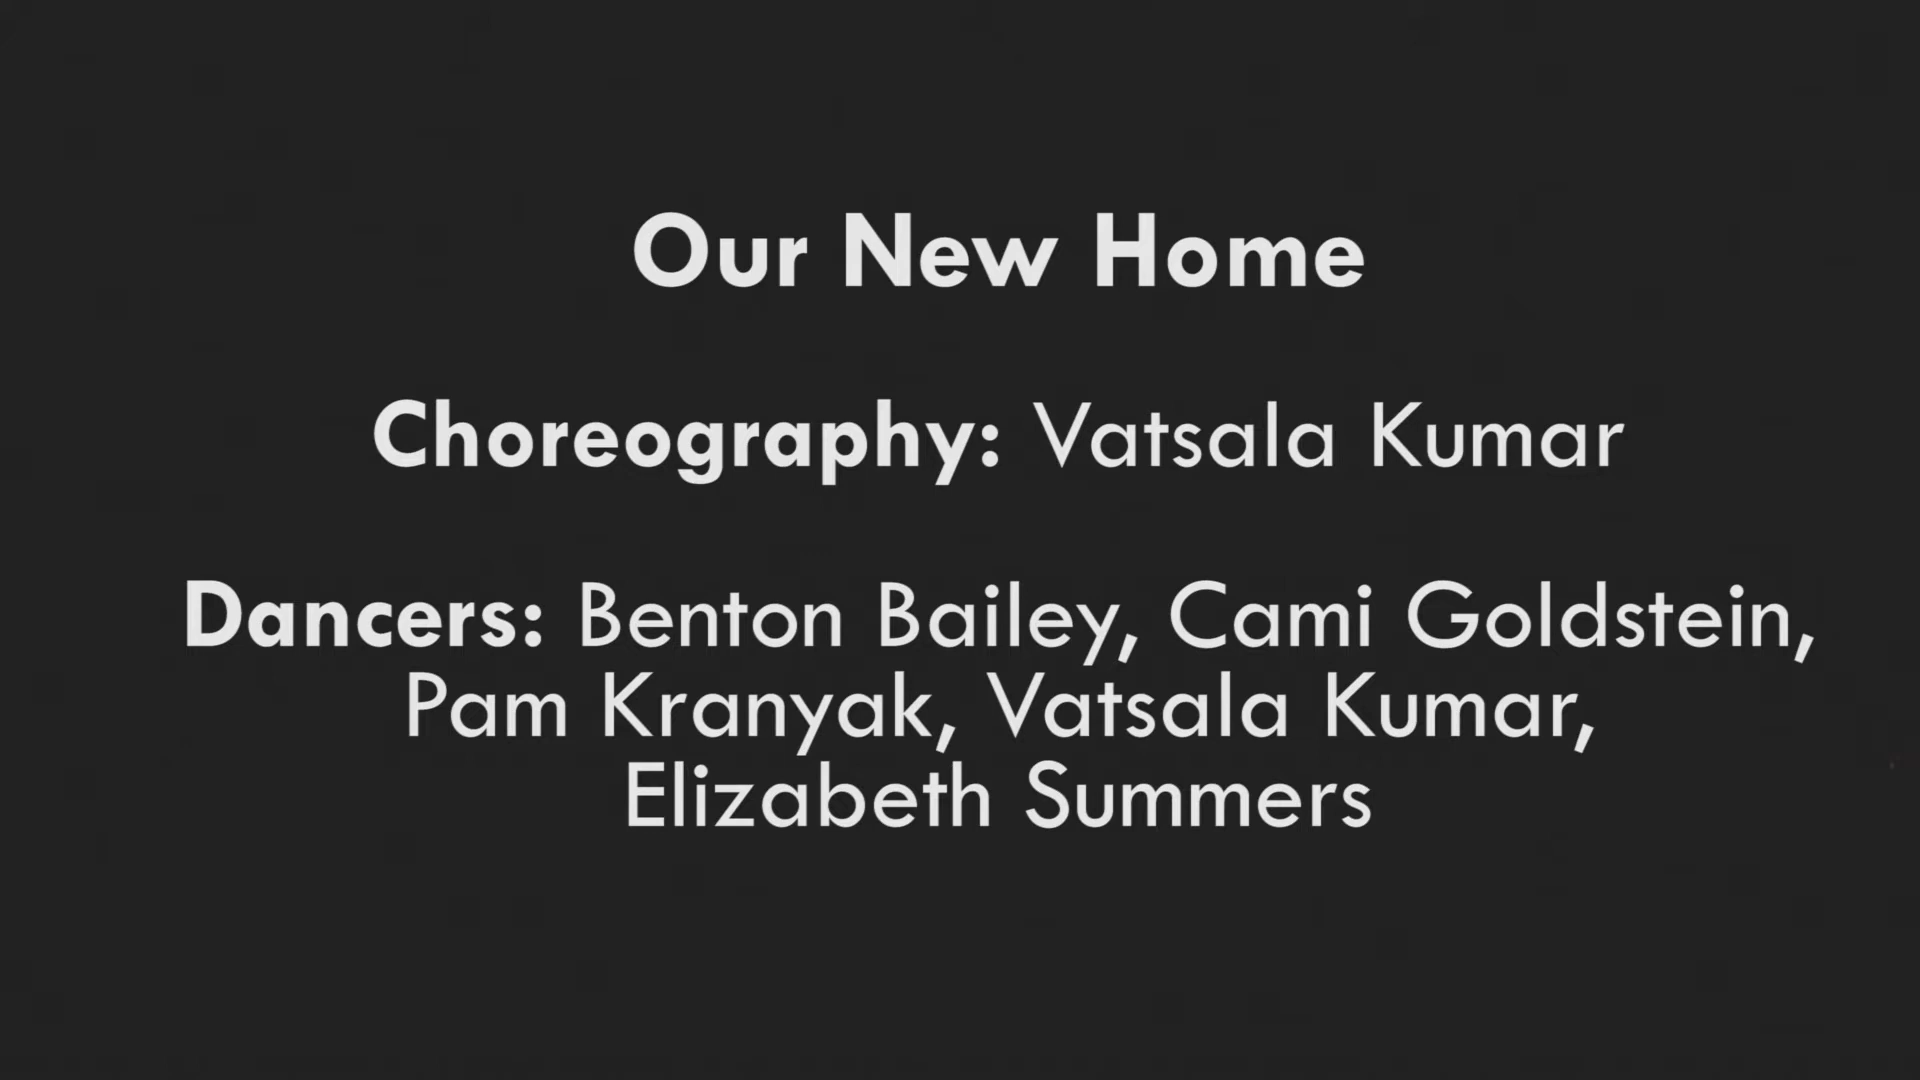 Our New Home
Choreography: Vatsala Kumar
Dancers: Benton Bailey, Cami Goldstein,
Pam Kranyak, Vatsala Kumar,
Elizabeth Summers